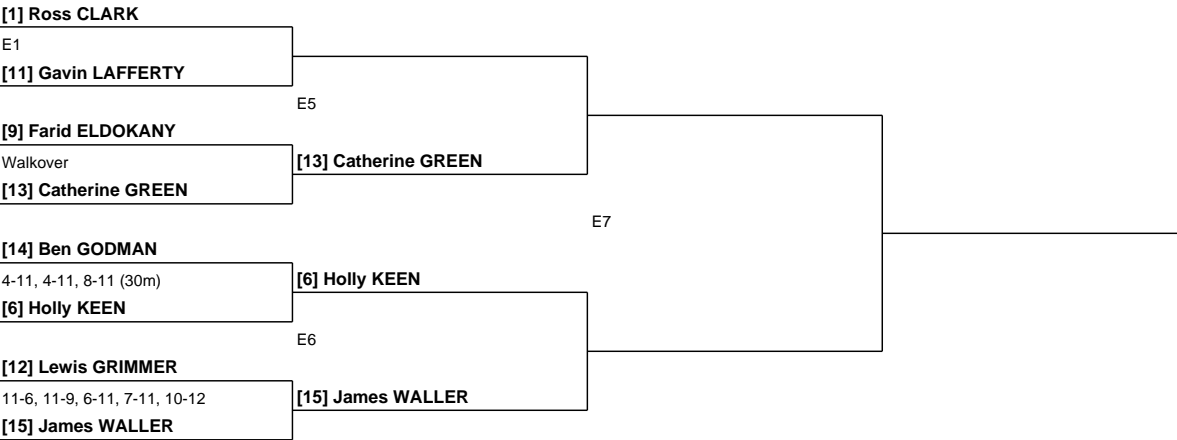 [1] Ross CLARK
E1
[11] Gavin LAFFERTY
E5
[9] Farid ELDOKANY
Walkover
[13] Catherine GREEN
[13] Catherine GREEN
E7
[14] Ben GODMAN
4-11, 4-11, 8-11 (30m)
[6] Holly KEEN
[6] Holly KEEN
E6
[12] Lewis GRIMMER
11-6, 11-9, 6-11, 7-11, 10-12
[15] James WALLER
[15] James WALLER